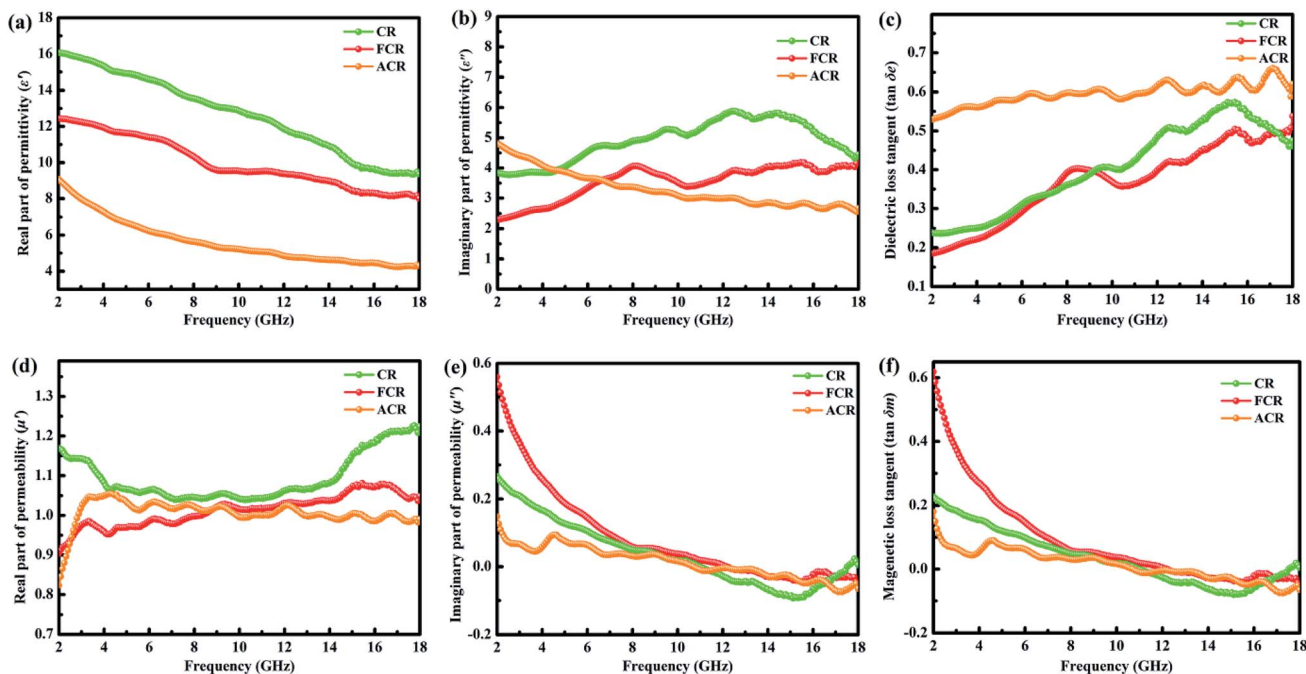 (a)
18
16
14
12
10
8
6
4
Real part of permittivity (ε′)
CR
FCR
ACR
2 4 6 8 10 12 14 16 18
Frequency (GHz)
(b)
9
8
7
6
5
4
3
2
1
0
Imaginary part of permittivity (ε″)
CR
FCR
ACR
2 4 6 8 10 12 14 16 18
Frequency (GHz)
(c)
0.7
0.6
0.5
0.4
0.3
0.2
0.1
Dielectric loss tangent (tan δe)
CR
FCR
ACR
2 4 6 8 10 12 14 16 18
Frequency (GHz)
(d)
1.3
1.2
1.1
1.0
0.9
0.8
0.7
Real part of permeability (μ′)
CR
FCR
ACR
2 4 6 8 10 12 14 16 18
Frequency (GHz)
(e)
0.6
0.4
0.2
0.0
-0.2
Imaginary part of permeability (μ″)
CR
FCR
ACR
2 4 6 8 10 12 14 16 18
Frequency (GHz)
(f)
0.6
0.4
0.2
0.0
-0.2
Magenetic loss tangent (tan δm)
CR
FCR
ACR
2 4 6 8 10 12 14 16 18
Frequency (GHz)